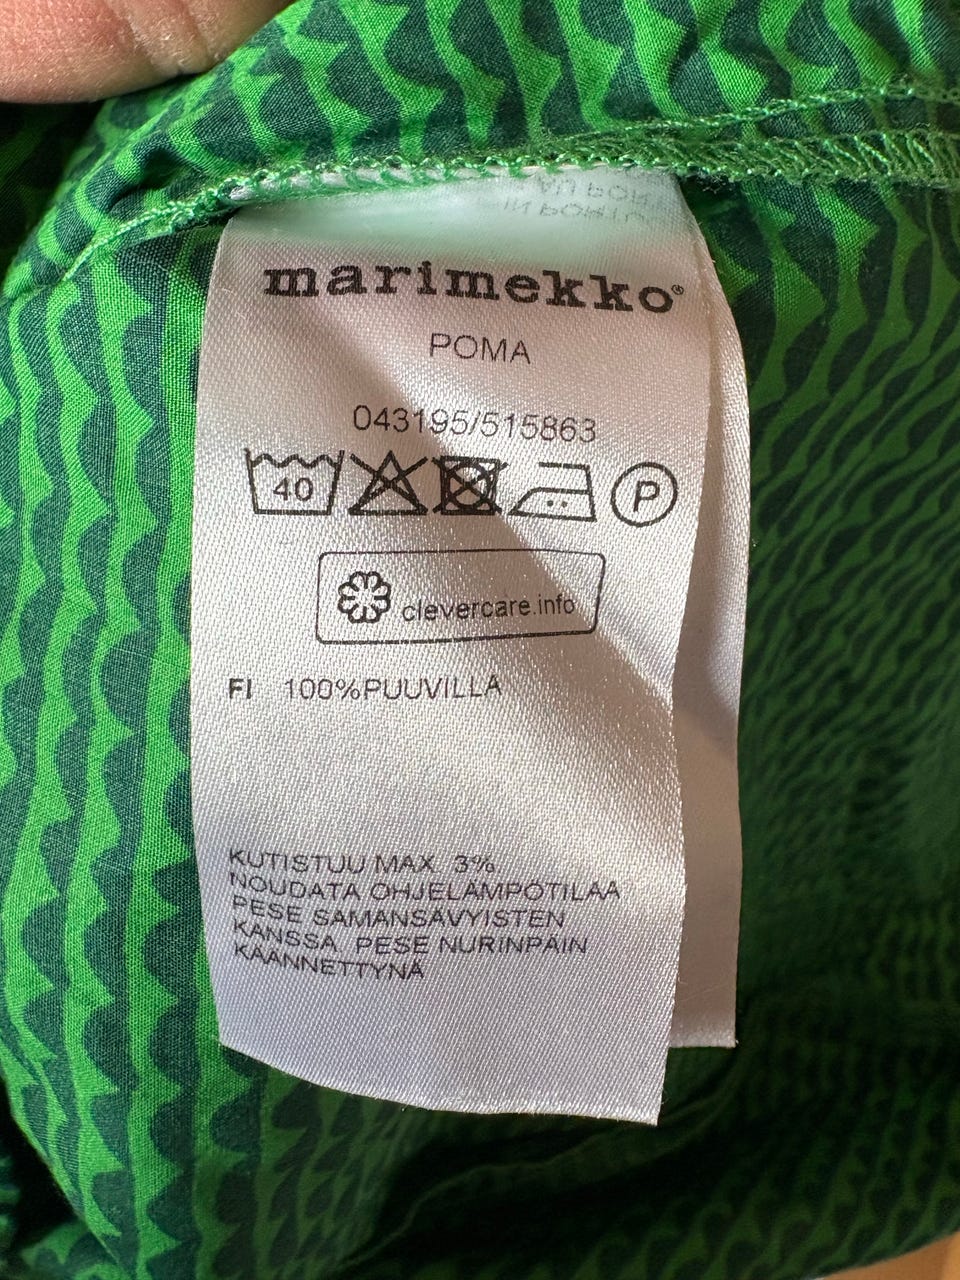 marimekko®
POMA
043195/515863
40 P
clevercare.info
FI 100%PUUVILLA
KUTISTUU MAX 3%.
NOUDATA OHJELÄMPÖTILAA
PESE SAMANSÄVYISTEN
KANSSA. PESE NURINPÄIN
KÄÄNNETTYNÄ